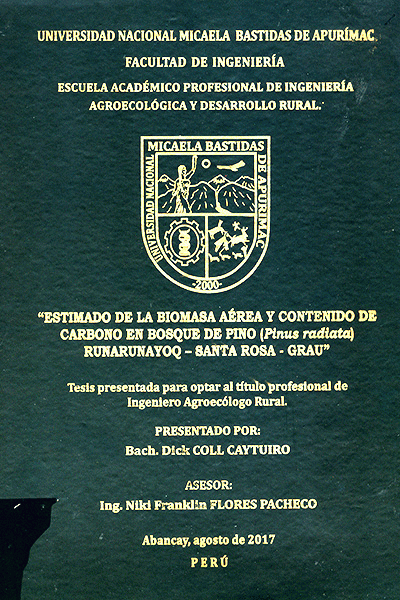 UNIVERSIDAD NACIONAL MICAELA BASTIDAS DE APURÍMAC
FACULTAD DE INGENIERÍA
ESCUELA ACADÉMICO PROFESIONAL DE INGENIERÍA
AGROECOLÓGICA Y DESARROLLO RURAL.
MICAELA BASTIDAS
UNIVERSIDAD NACIONAL
DE APURIMAC
-2000-
“ESTIMADO DE LA BIOMASA AÉREA Y CONTENIDO DE
CARBONO EN BOSQUE DE PINO (Pinus radiata)
RUNARUNAYOQ – SANTA ROSA - GRAU”
Tesis presentada para optar al título profesional de
Ingeniero Agroecólogo Rural.
PRESENTADO POR:
Bach. Dick COLL CAYTUIRO
ASESOR:
Ing. Niki Franklin FLORES PACHECO
Abancay, agosto de 2017
PERÚ